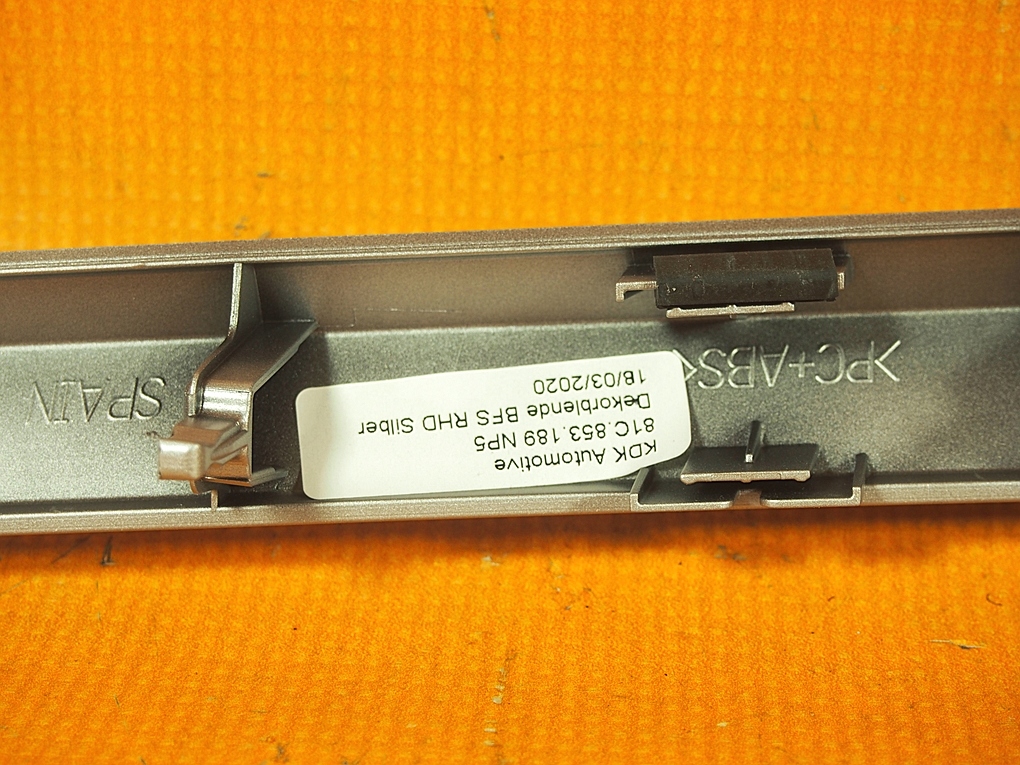 KDK Automotive
81C.853.189 NP5
Dekorblende BFS RHD Silber
18/03/2020
>PC+ABS<
SPAIN